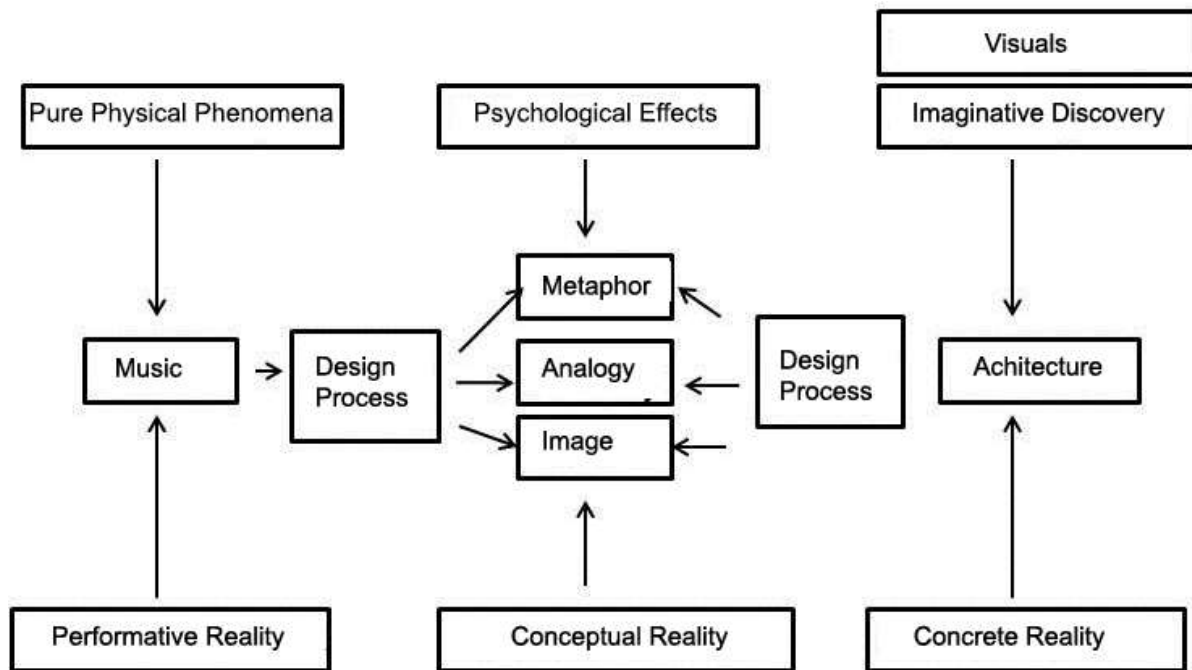 Visuals
Pure Physical Phenomena
Psychological Effects
Imaginative Discovery
Metaphor
Music
Design
Process
Analogy
Design
Process
Achitecture
Image
Performative Reality
Conceptual Reality
Concrete Reality